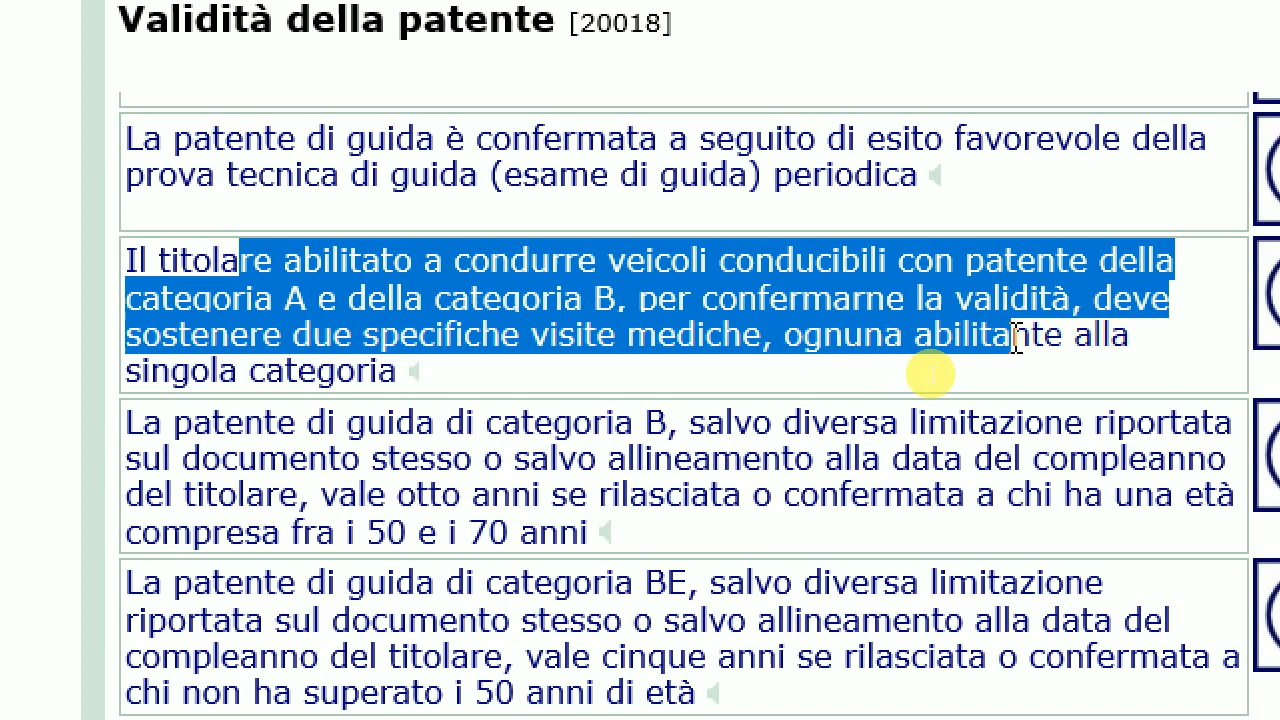 Validità della patente [20018]
La patente di guida è confermata a seguito di esito favorevole della
prova tecnica di guida (esame di guida) periodica
Il titolare abilitato a condurre veicoli conducibili con patente della
categoria A e della categoria B, per confermarne la validità, deve
sostenere due specifiche visite mediche, ognuna abilitante alla
singola categoria
La patente di guida di categoria B, salvo diversa limitazione riportata
sul documento stesso o salvo allineamento alla data del compleanno
del titolare, vale otto anni se rilasciata o confermata a chi ha una età
compresa fra i 50 e i 70 anni
La patente di guida di categoria BE, salvo diversa limitazione
riportata sul documento stesso o salvo allineamento alla data del
compleanno del titolare, vale cinque anni se rilasciata o confermata a
chi non ha superato i 50 anni di età